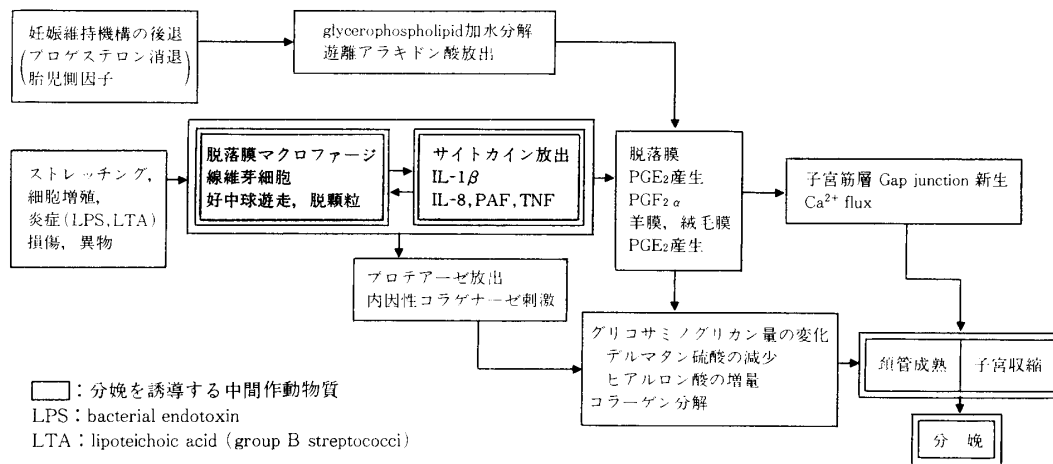 妊娠維持機構の後退
(プロゲステロン消退
胎児側因子)
glycerophospholipid加水分解
遊離アラキドン酸放出
ストレッチング,
細胞増殖,
炎症(LPS,LTA)
損傷, 異物
脱落膜マクロファージ
線維芽細胞
好中球遊走, 脱顆粒
サイトカイン放出
IL-1β
IL-8,PAF,TNF
脱落膜
PGE₂産生
PGF₂α
羊膜, 絨毛膜
PGE₂産生
子宮筋層 Gap junction 新生
Ca²⁺ flux
プロテアーゼ放出
内因性コラゲナーゼ刺激
グリコサミノグリカン量の変化
デルマタン硫酸の減少
ヒアルロン酸の増量
コラーゲン分解
頚管成熟
子宮収縮
分 娩
:分娩を誘導する中間作動物質
LPS:bacterial endotoxin
LTA:lipoteichoic acid (group B streptococci)